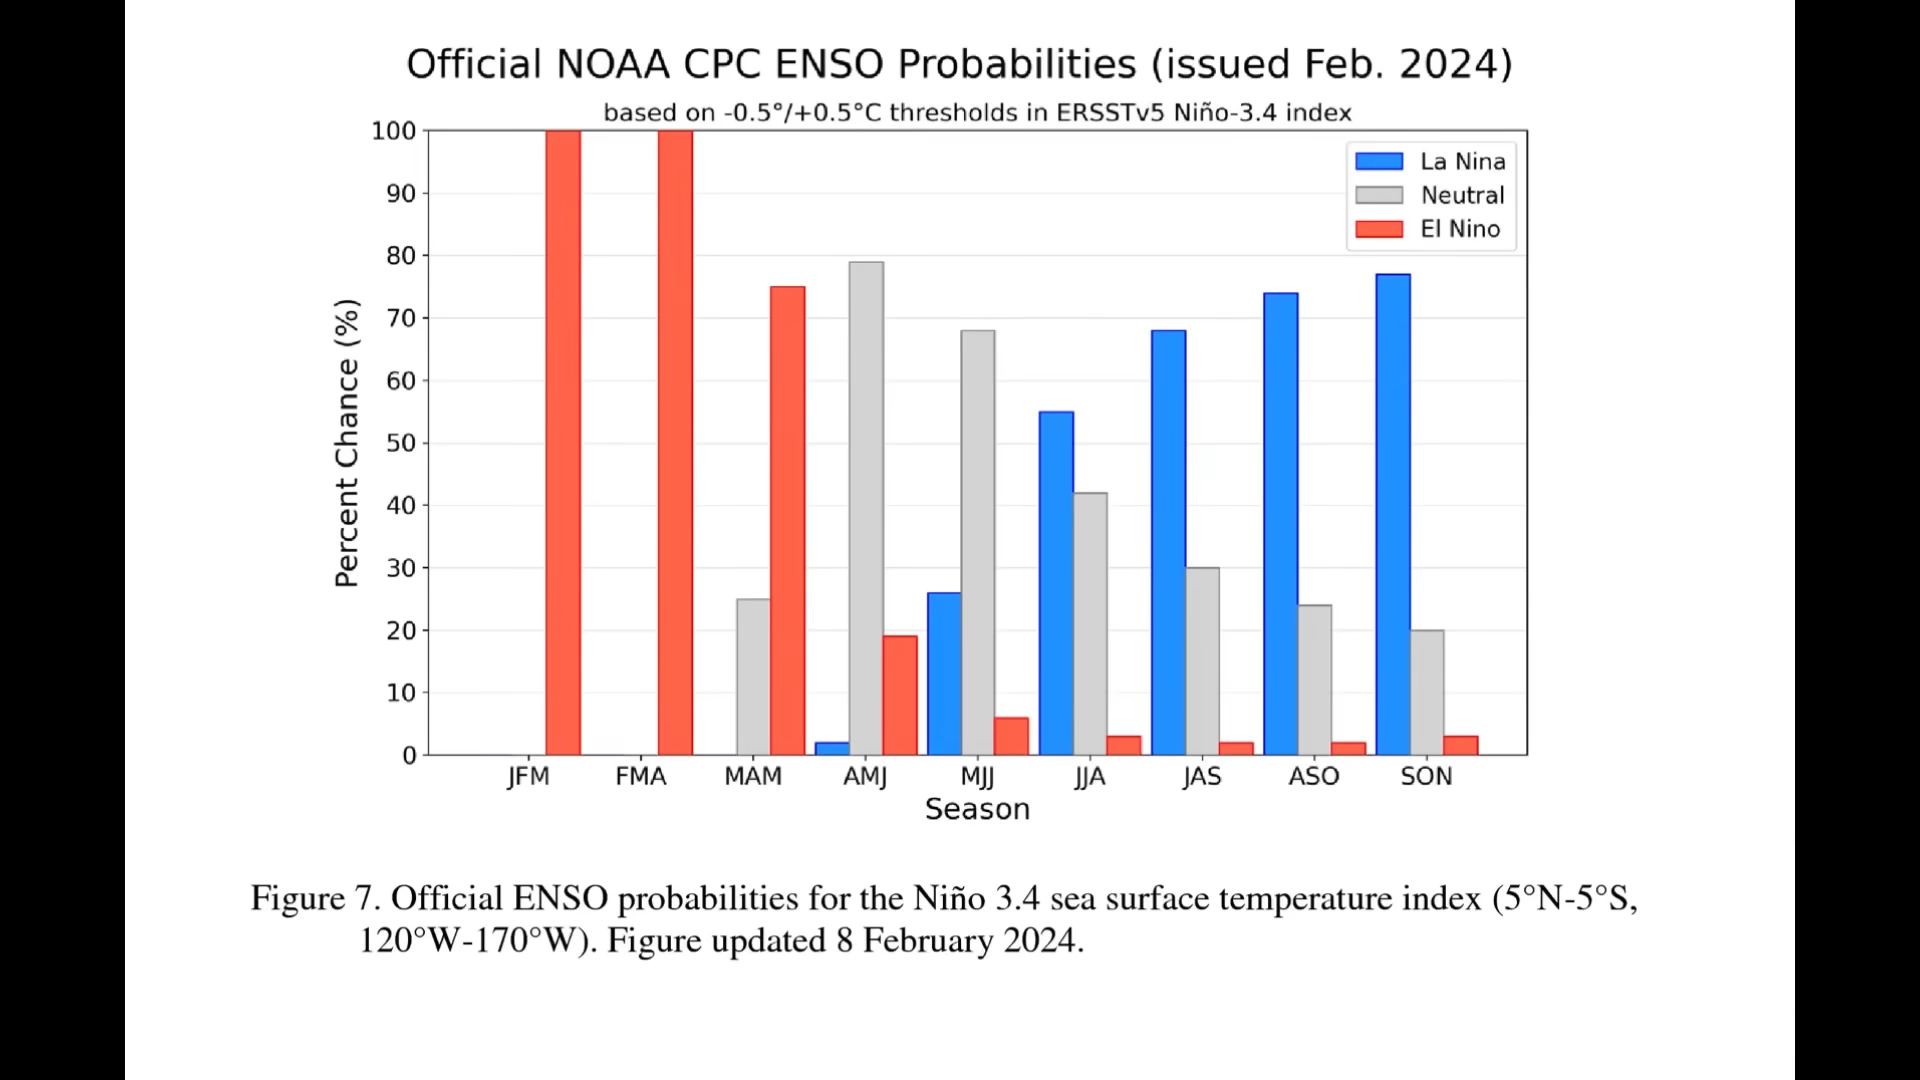 Official NOAA CPC ENSO Probabilities (issued Feb. 2024)
based on -0.5°/+0.5°C thresholds in ERSSTv5 Niño-3.4 index
La Nina
Neutral
El Nino
Percent Chance (%)
100
90
80
70
60
50
40
30
20
10
0
JFM FMA MAM AMJ MJJ JJA JAS ASO SON
Season
Figure 7. Official ENSO probabilities for the Niño 3.4 sea surface temperature index (5°N-5°S,
120°W-170°W). Figure updated 8 February 2024.